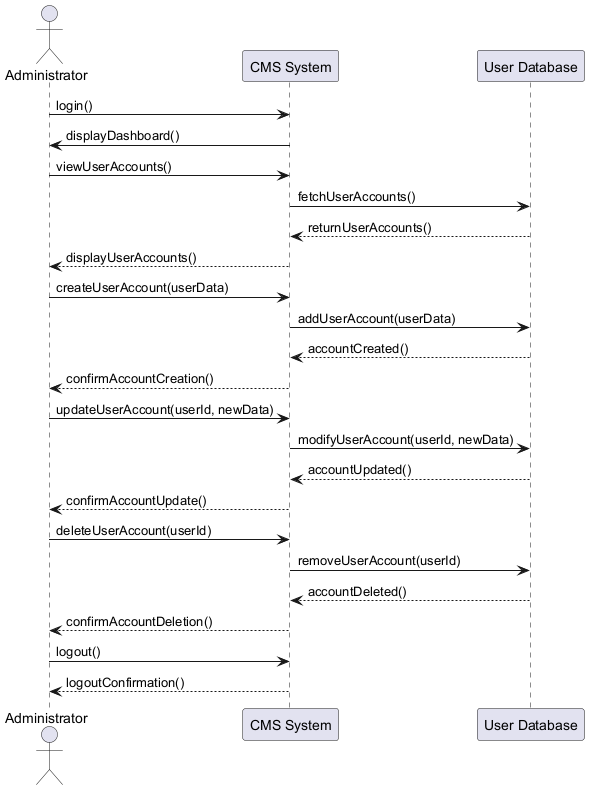 Administrator
CMS System
User Database
login()
displayDashboard()
viewUserAccounts()
fetchUserAccounts()
returnUserAccounts()
displayUserAccounts()
createUserAccount(userData)
addUserAccount(userData)
accountCreated()
confirmAccountCreation()
updateUserAccount(userId, newData)
modifyUserAccount(userId, newData)
accountUpdated()
confirmAccountUpdate()
deleteUserAccount(userId)
removeUserAccount(userId)
accountDeleted()
confirmAccountDeletion()
logout()
logoutConfirmation()
Administrator
CMS System
User Database